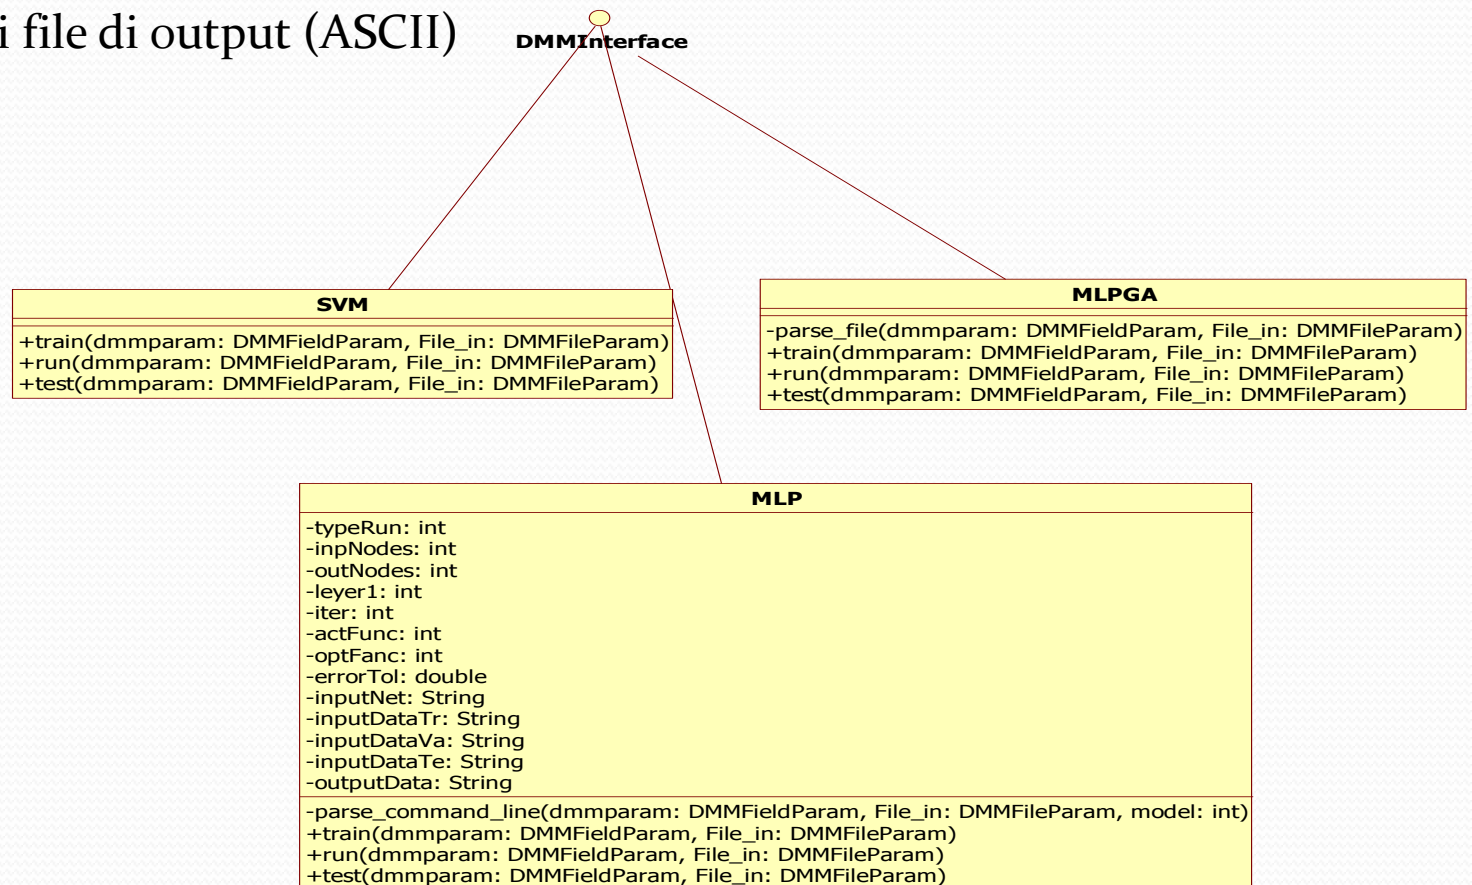 i file di output (ASCII)
DMMInterface
SVM
+train(dmmparam: DMMFieldParam, File_in: DMMFileParam)
+run(dmmparam: DMMFieldParam, File_in: DMMFileParam)
+test(dmmparam: DMMFieldParam, File_in: DMMFileParam)
MLPGA
-parse_file(dmmparam: DMMFieldParam, File_in: DMMFileParam)
+train(dmmparam: DMMFieldParam, File_in: DMMFileParam)
+run(dmmparam: DMMFieldParam, File_in: DMMFileParam)
+test(dmmparam: DMMFieldParam, File_in: DMMFileParam)
MLP
-typeRun: int
-inpNodes: int
-outNodes: int
-leyer1: int
-iter: int
-actFunc: int
-optFanc: int
-errorTol: double
-inputNet: String
-inputDataTr: String
-inputDataVa: String
-inputDataTe: String
-outputData: String
-parse_command_line(dmmparam: DMMFieldParam, File_in: DMMFileParam, model: int)
+train(dmmparam: DMMFieldParam, File_in: DMMFileParam)
+run(dmmparam: DMMFieldParam, File_in: DMMFileParam)
+test(dmmparam: DMMFieldParam, File_in: DMMFileParam)